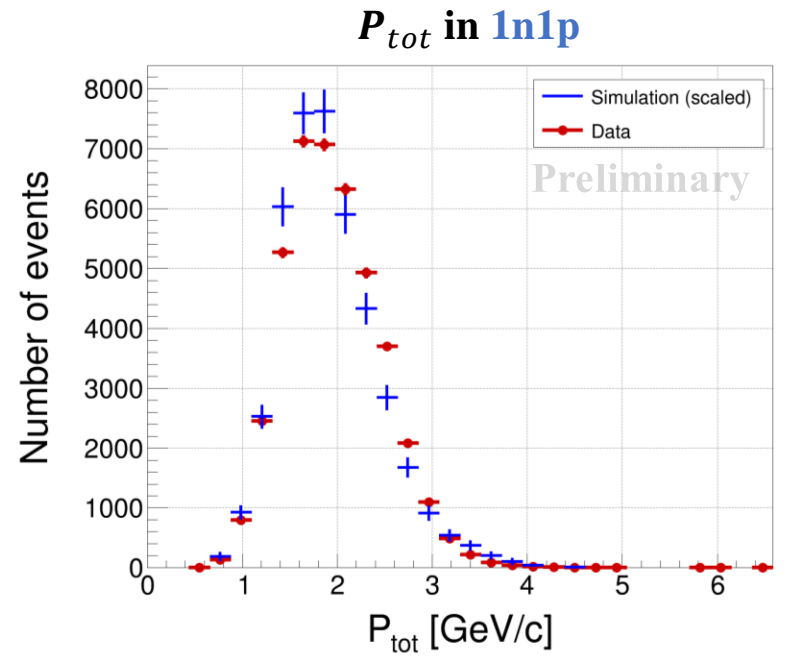 P_tot in 1n1p
Simulation (scaled)
Data
Preliminary
Number of events
8000
7000
6000
5000
4000
3000
2000
1000
0
0 1 2 3 4 5 6
P_tot [GeV/c]